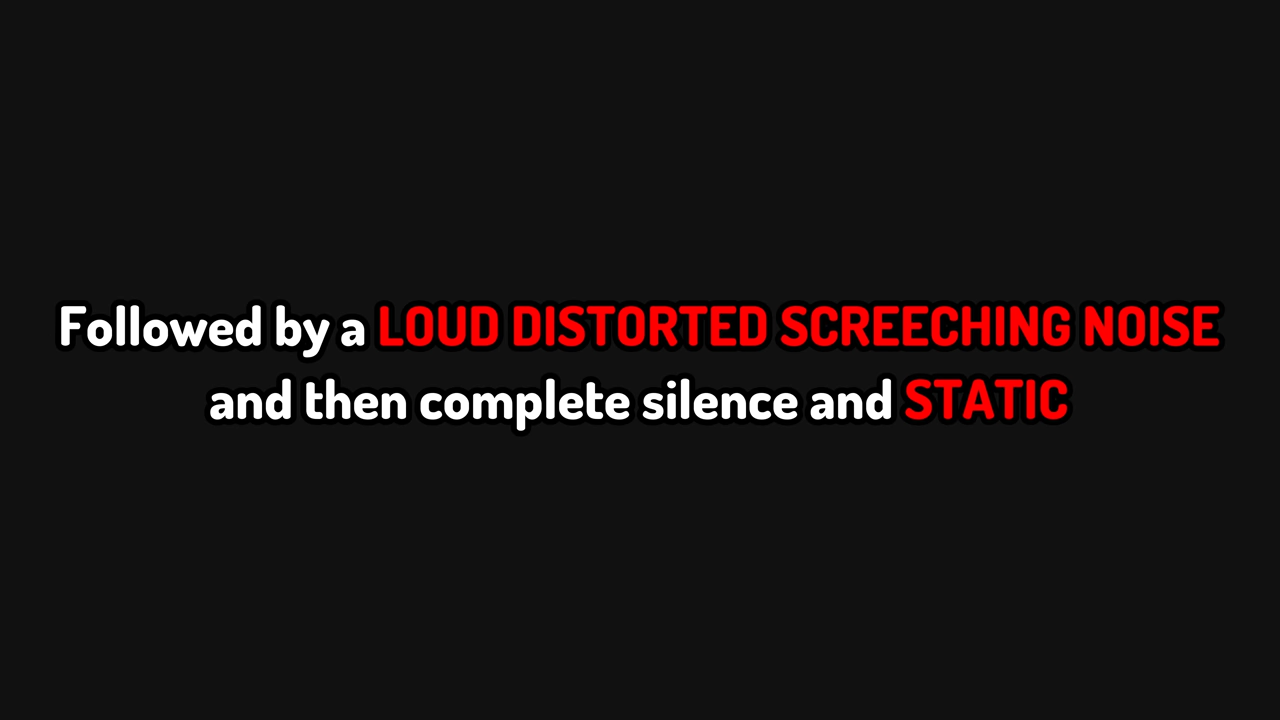 Followed by a LOUD DISTORTED SCREECHING NOISE
and then complete silence and STATIC